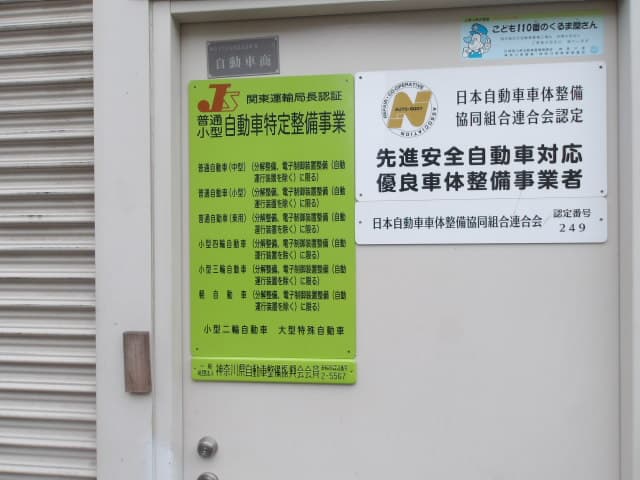 自動車商
こども110番のくるま屋さん
JS 関東運輸局長認証
普通
小型 自動車特定整備事業
普通自動車(中型) (分解整備、電子制御装置整備(自動
運行装置を除く)に限る)
普通自動車(小型) (分解整備、電子制御装置整備(自動
運行装置を除く)に限る)
普通自動車(乗用) (分解整備、電子制御装置整備(自動
運行装置を除く)に限る)
小型四輪自動車 (分解整備、電子制御装置整備(自動
運行装置を除く)に限る)
小型三輪自動車 (分解整備、電子制御装置整備(自動
運行装置を除く)に限る)
軽自動車 (分解整備、電子制御装置整備(自動
運行装置を除く)に限る)
小型二輪自動車 大型特殊自動車
一般
社団法人 神奈川県自動車整備振興会会員
2-5567
REPAIR CO-OPERATIVE ASSOCIATION
N
AUTO-BODY
日本自動車車体整備
協同組合連合会認定
先進安全自動車対応
優良車体整備事業者
日本自動車車体整備協同組合連合会 認定番号
249